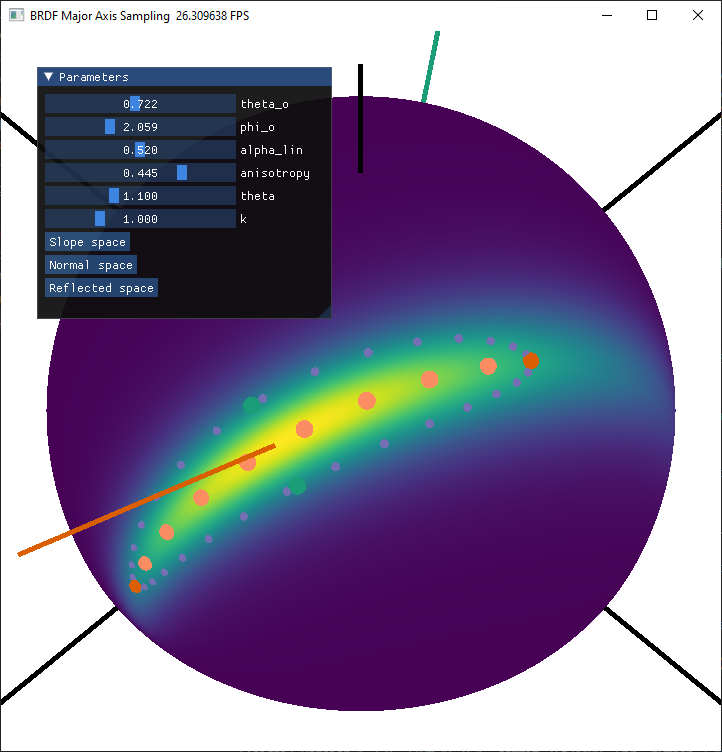 BRDF Major Axis Sampling 26.309638 FPS
Parameters
0.722 theta_o
2.059 phi_o
0.520 alpha_lin
0.445 anisotropy
1.100 theta
1.000 k
Slope space
Normal space
Reflected space